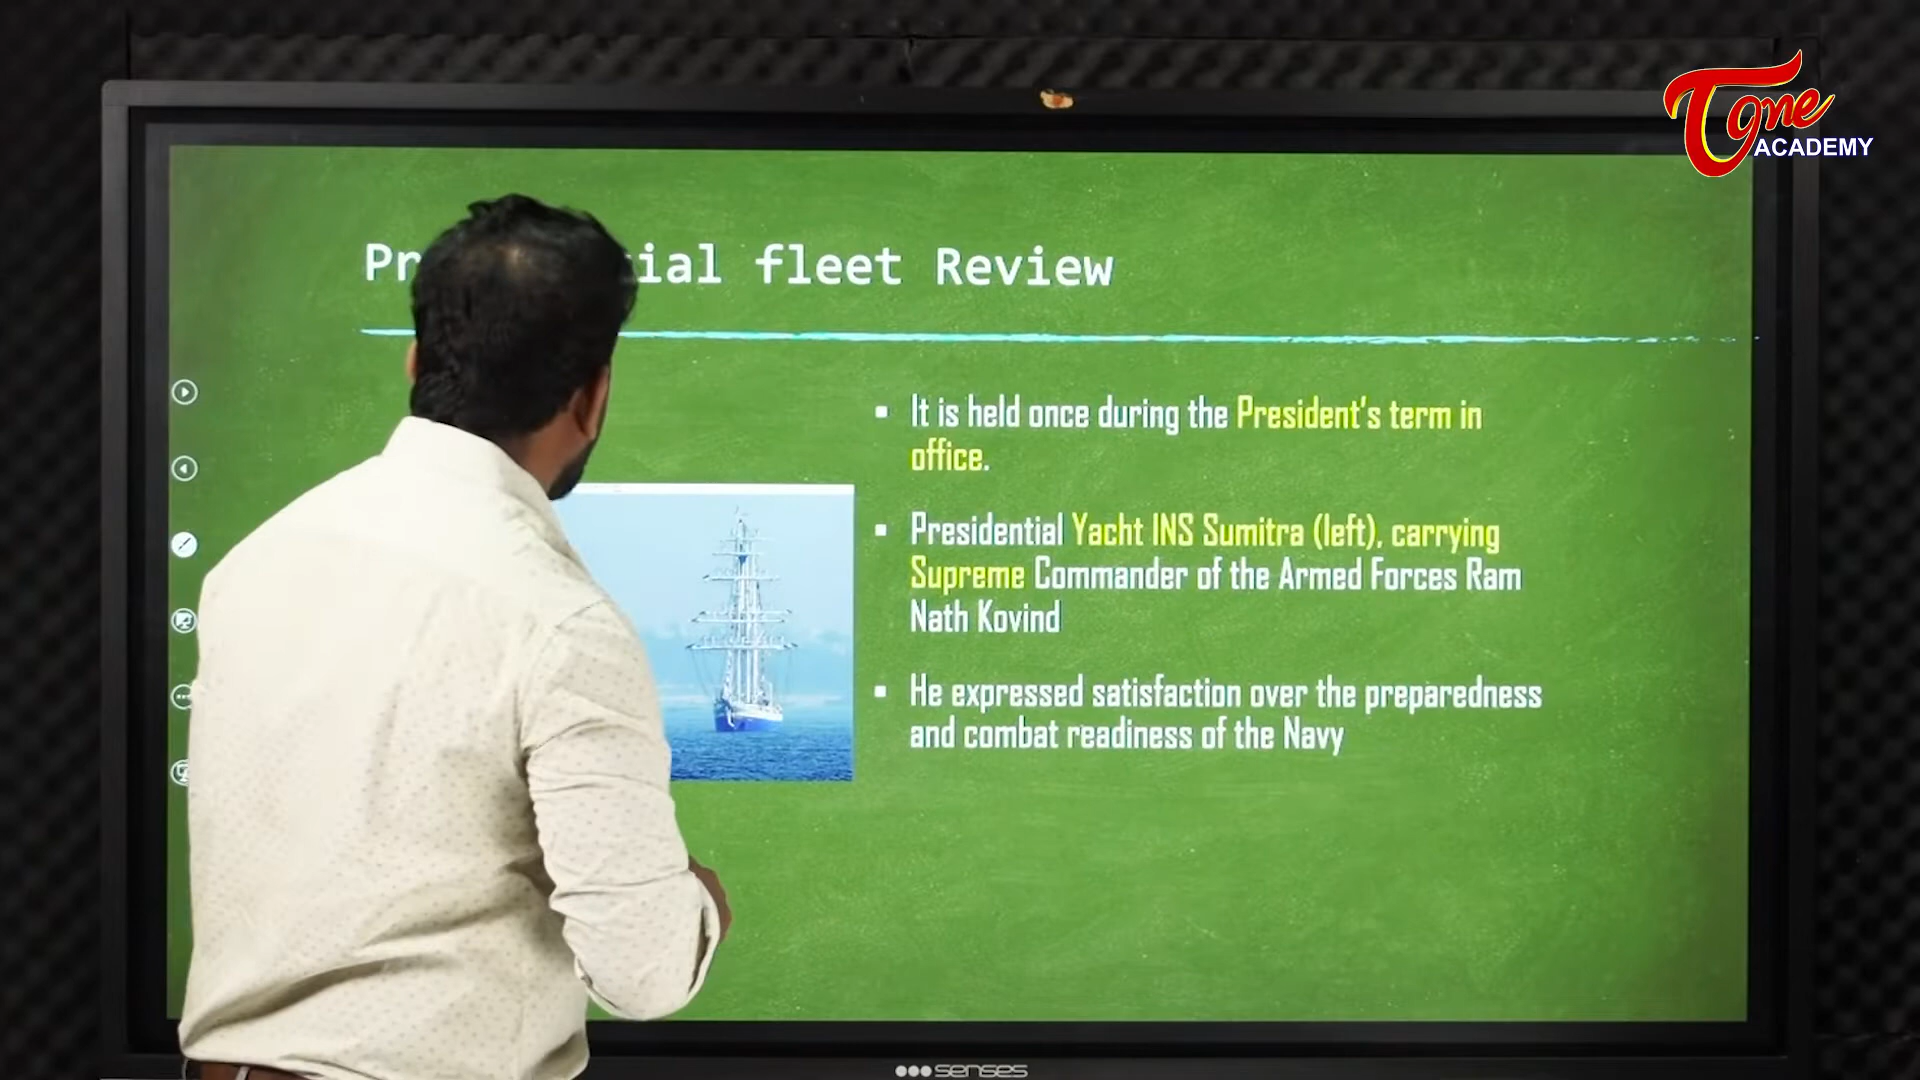 Tone
ACADEMY
fleet Review
It is held once during the President's term in
office.
Presidential Yacht INS Sumitra (left), carrying
Supreme Commander of the Armed Forces Ram
Nath Kovind
He expressed satisfaction over the preparedness
and combat readiness of the Navy
senses